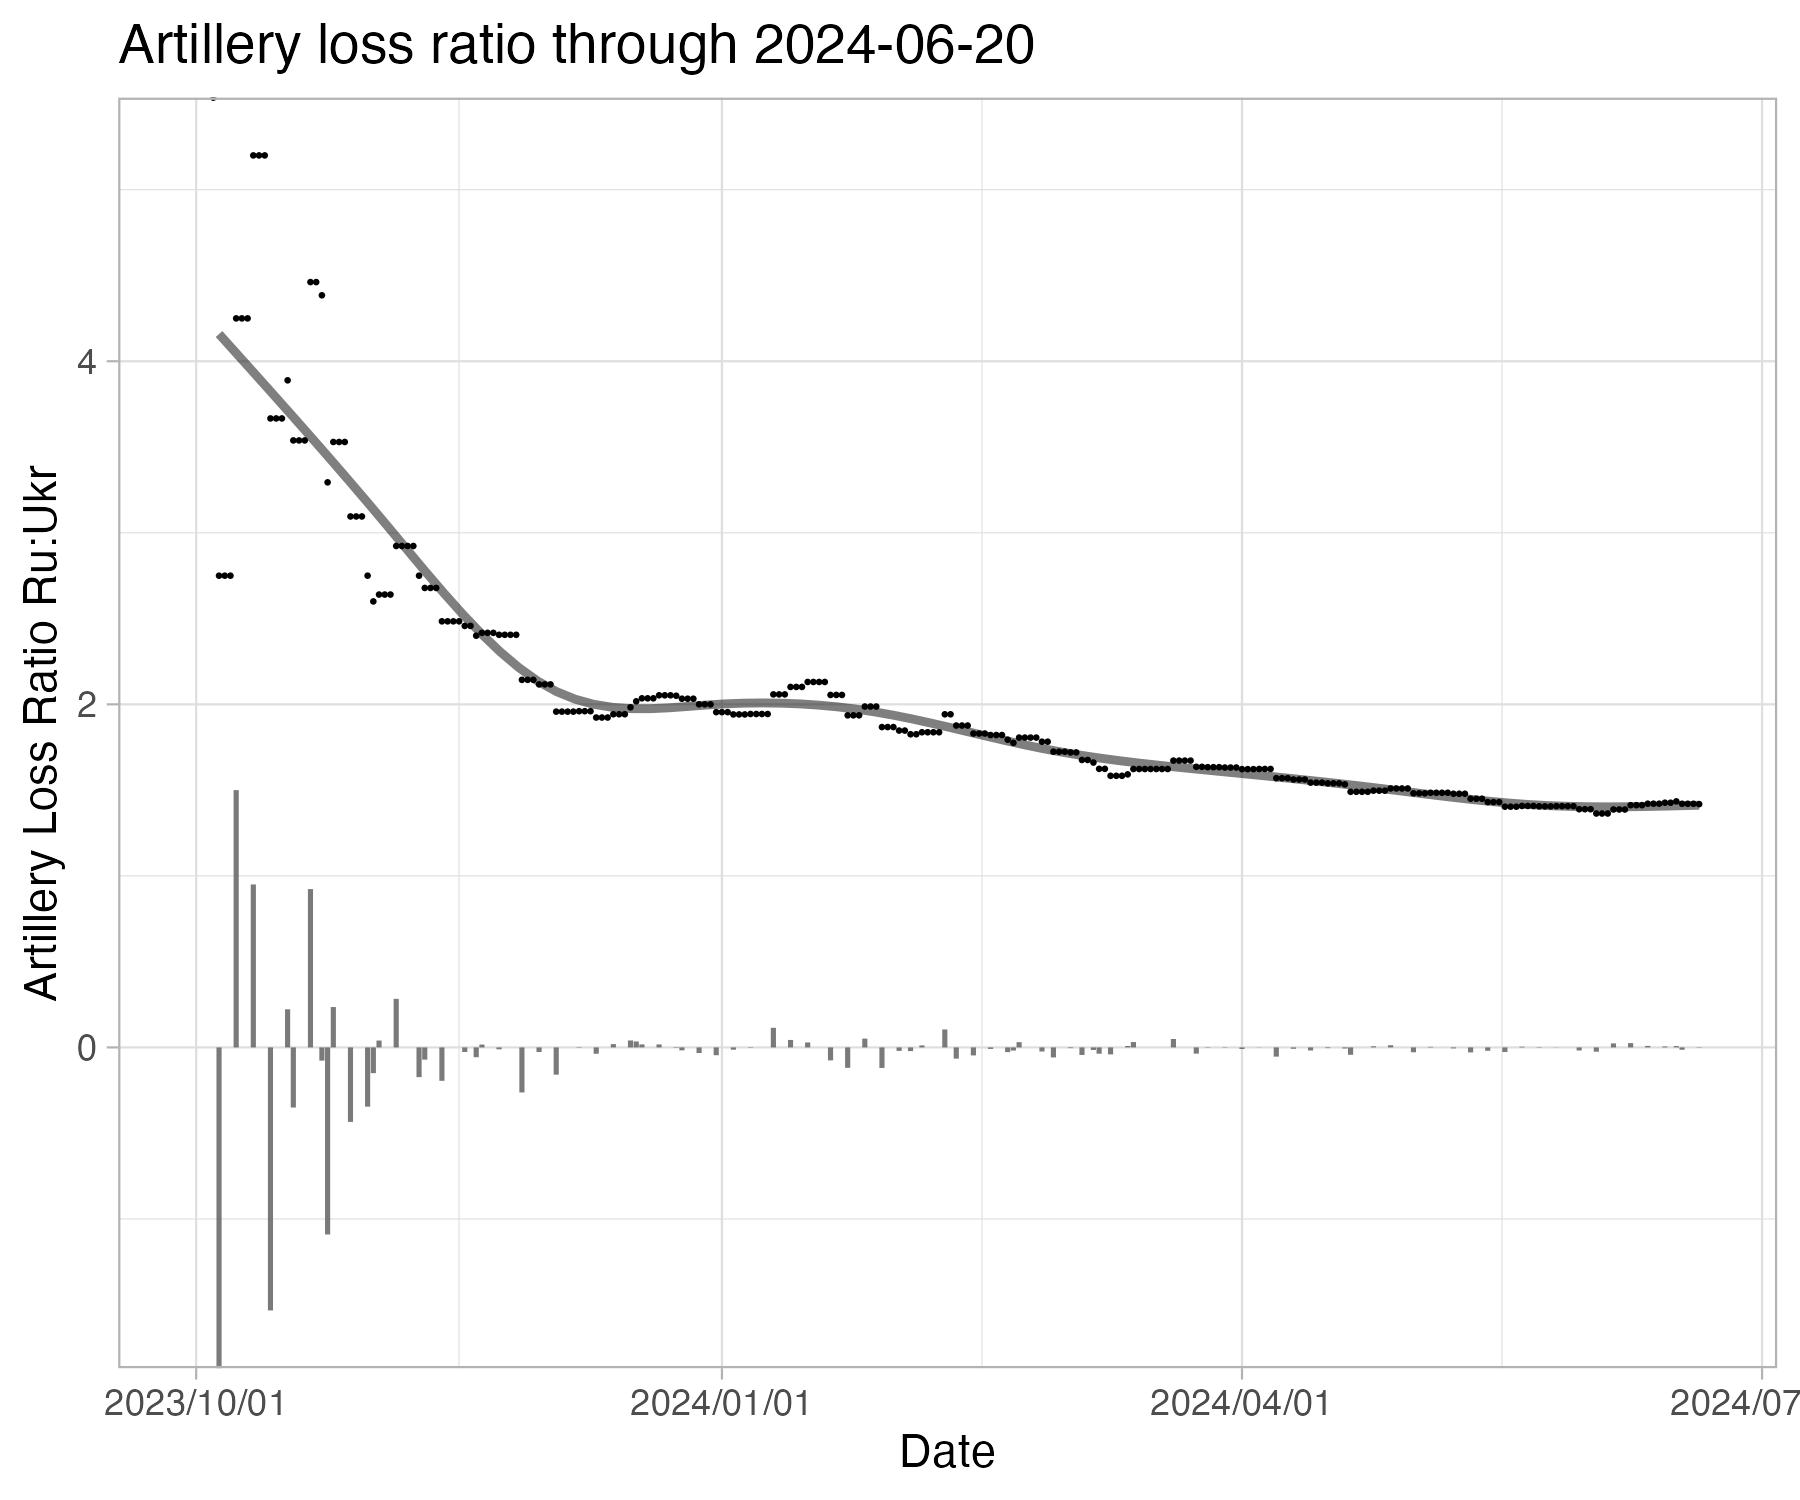 Artillery loss ratio through 2024-06-20
Artillery Loss Ratio Ru:Ukr
4
2
0
2023/10/01
2024/01/01
2024/04/01
2024/07
Date